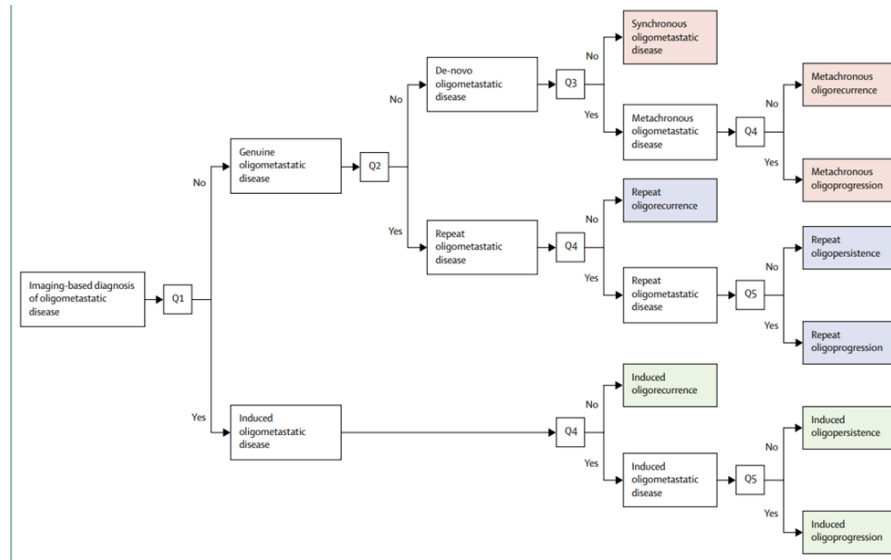 Synchronous
oligometastatic
disease
No
De-novo
oligometastatic
disease
Q3
Metachronous
oligorecurrence
No
No
Yes
Metachronous
oligometastatic
disease
Q4
Genuine
oligometastatic
disease
Q2
Yes
Metachronous
oligoprogression
No
Repeat
oligorecurrence
Yes
No
Repeat
oligometastatic
disease
Q4
Repeat
oligopersistence
No
Yes
Imaging-based diagnosis
of oligometastatic
disease
Q1
Repeat
oligometastatic
disease
Q5
Yes
Repeat
oligoprogression
Induced
oligorecurrence
Yes
No
Induced
oligometastatic
disease
Q4
Induced
oligopersistence
No
Yes
Induced
oligometastatic
disease
Q5
Yes
Induced
oligoprogression